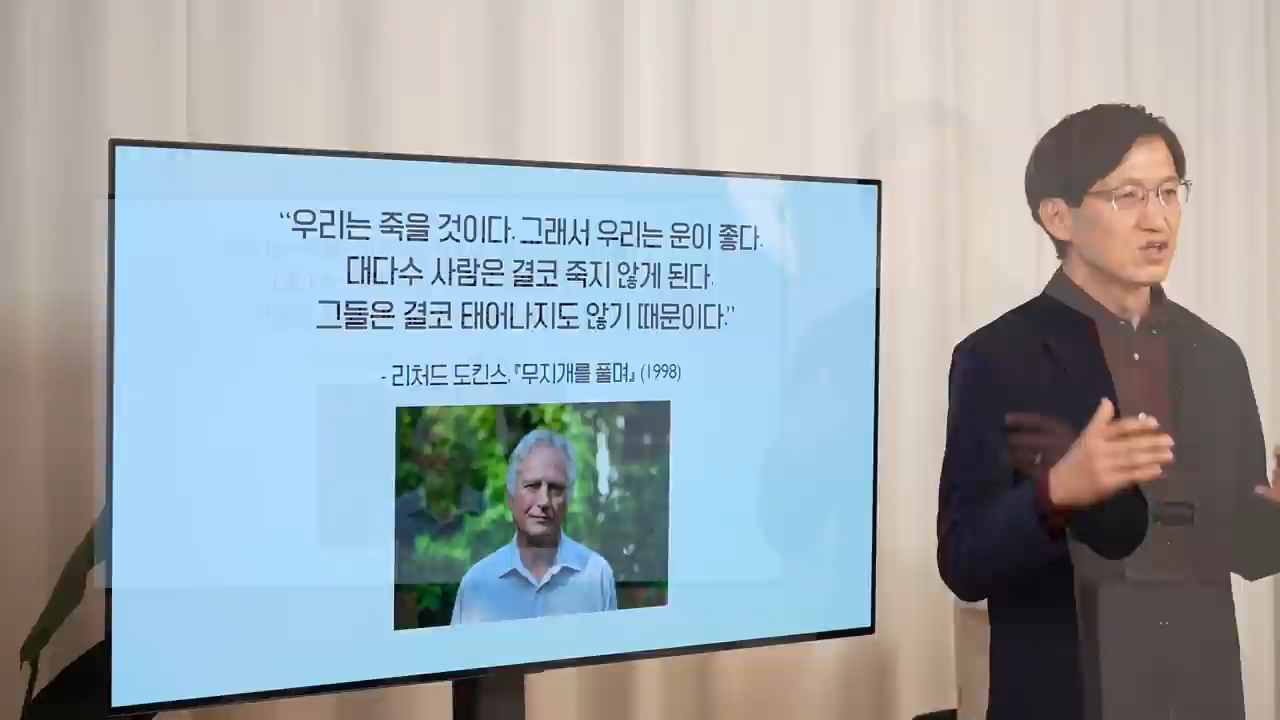 “우리는 죽을 것이다. 그래서 우리는 운이 좋다.
대다수 사람은 결코 죽지 않게 된다.
그들은 결코 태어나지도 않기 때문이다.”
- 리처드 도킨스, 『무지개를 풀며』 (1998)